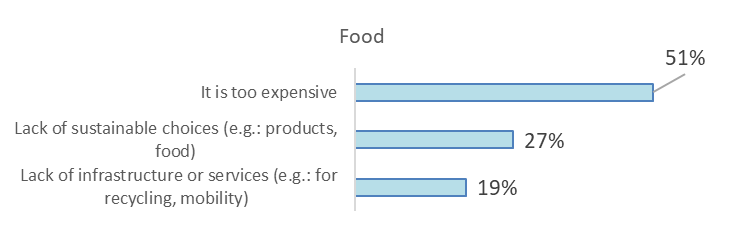 Food
51%
It is too expensive
Lack of sustainable choices (e.g.: products,
food)
27%
Lack of infrastructure or services (e.g.: for
recycling, mobility)
19%